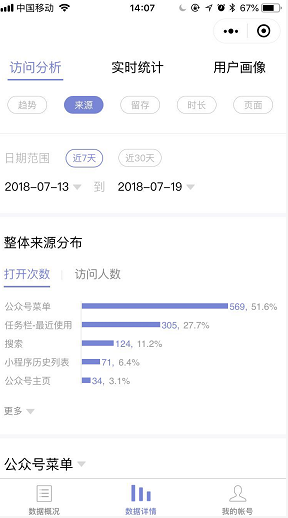 中国移动 14:07 67%
访问分析 实时统计 用户画像
趋势 来源 留存 时长 页面
日期范围 近7天 近30天
2018-07-13 到 2018-07-19
整体来源分布
打开次数 访问人数
公众号菜单 569, 51.6%
任务栏-最近使用 305, 27.7%
搜索 124, 11.2%
小程序历史列表 71, 6.4%
公众号主页 34, 3.1%
更多
公众号菜单
数据概况 数据详情 我的帐号